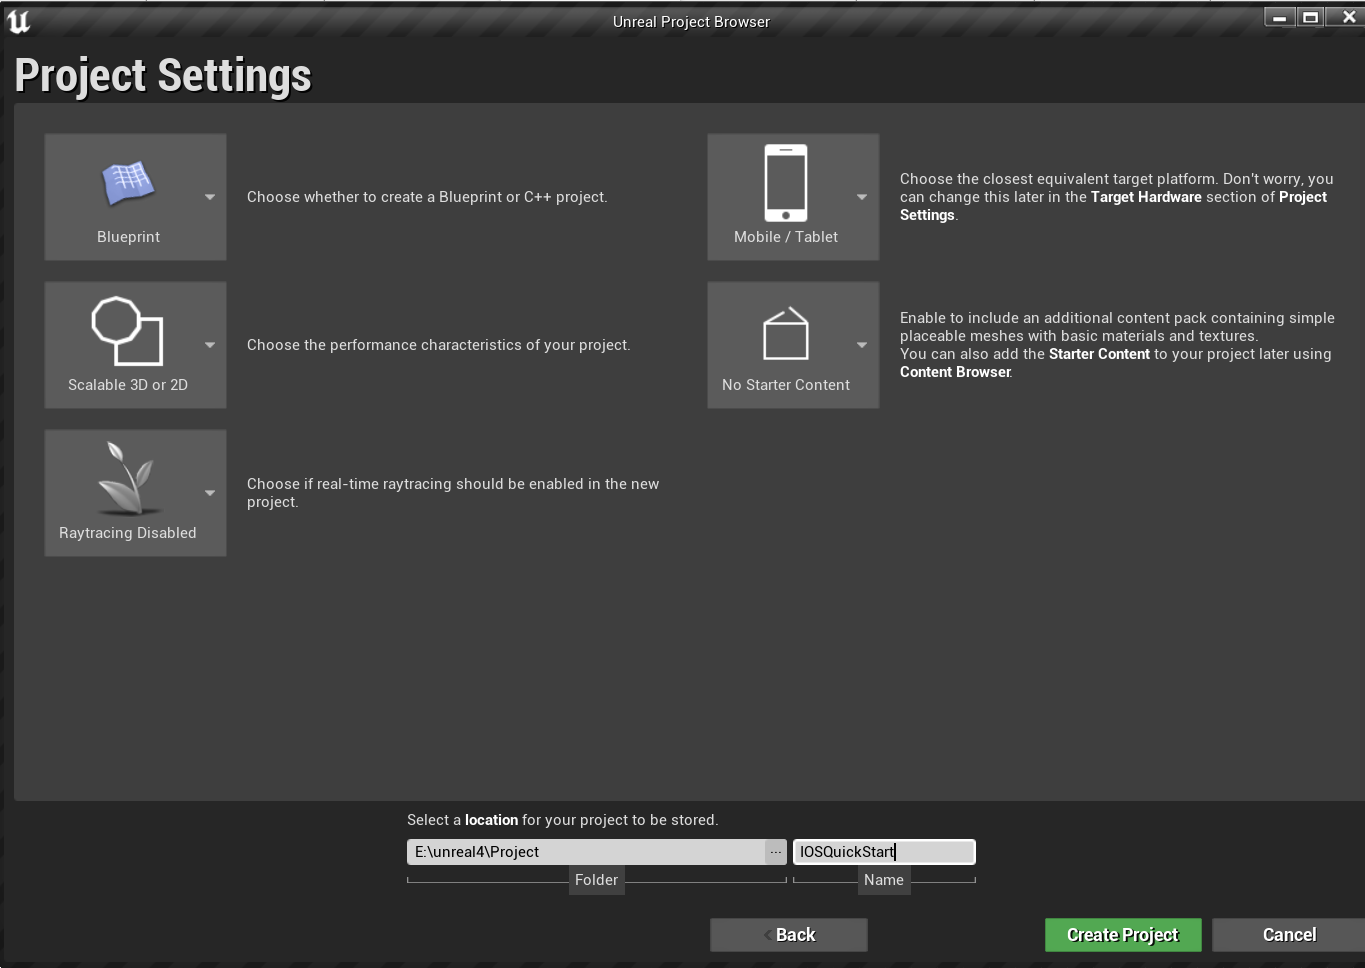 Unreal Project Browser
Project Settings
Blueprint
Choose whether to create a Blueprint or C++ project.
Mobile / Tablet
Choose the closest equivalent target platform. Don't worry, you
can change this later in the Target Hardware section of Project
Settings.
Scalable 3D or 2D
Choose the performance characteristics of your project.
No Starter Content
Enable to include an additional content pack containing simple
placeable meshes with basic materials and textures.
You can also add the Starter Content to your project later using
Content Browser.
Raytracing Disabled
Choose if real-time raytracing should be enabled in the new
project.
Select a location for your project to be stored.
E:\unreal4\Project
...
IOSQuickStart
Folder
Name
Back
Create Project
Cancel